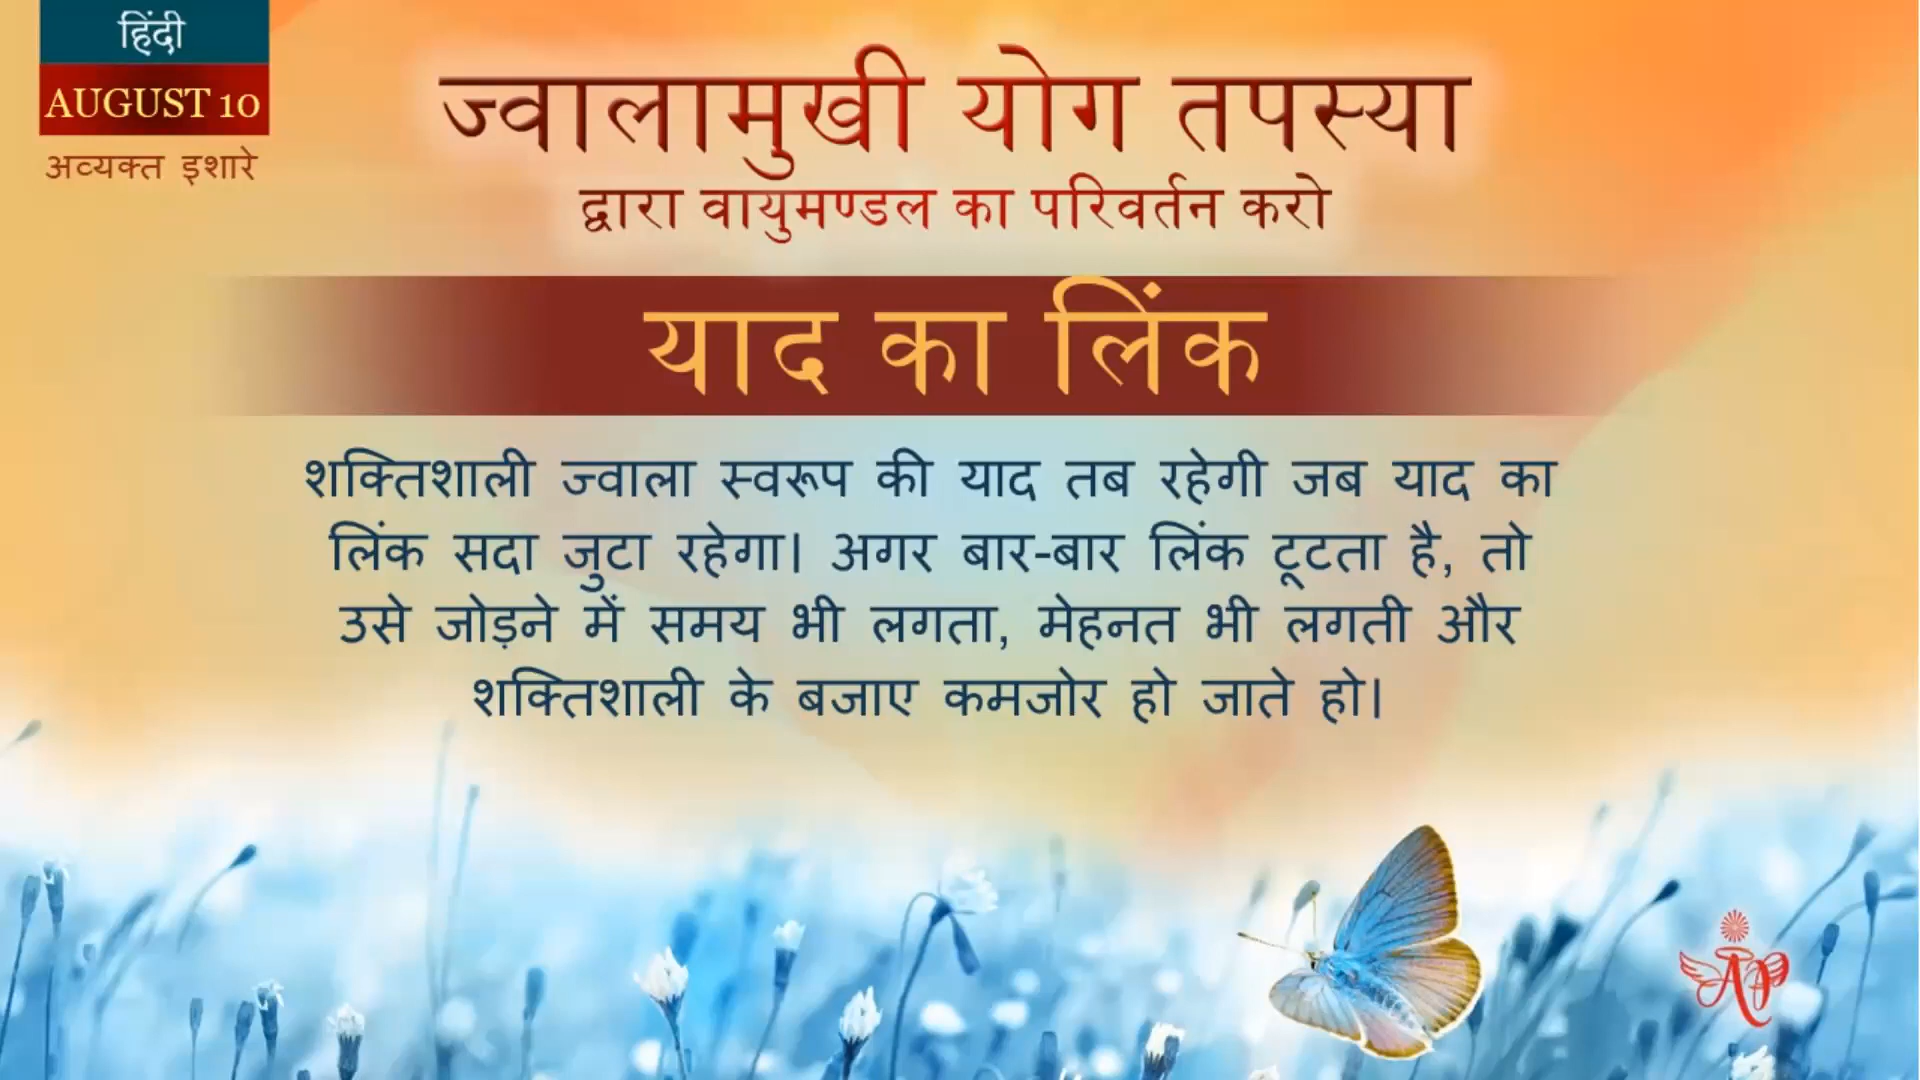 हिंदी
AUGUST 10
अव्यक्त इशारे
ज्वालामुखी योग तपस्या
द्वारा वायुमण्डल का परिवर्तन करो
याद का लिंक
शक्तिशाली ज्वाला स्वरूप की याद तब रहेगी जब याद का
लिंक सदा जुटा रहेगा। अगर बार-बार लिंक टूटता है, तो
उसे जोड़ने में समय भी लगता, मेहनत भी लगती और
शक्तिशाली के बजाए कमजोर हो जाते हो।